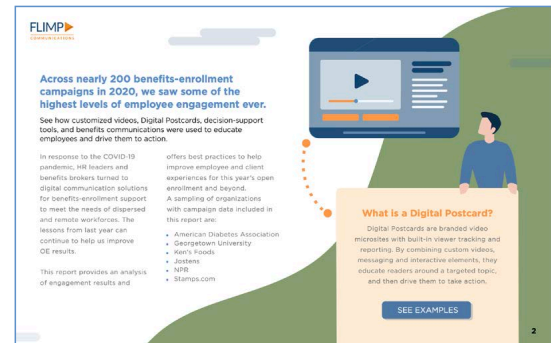 FLIMP
COMMUNICATIONS
Across nearly 200 benefits-enrollment
campaigns in 2020, we saw some of the
highest levels of employee engagement ever.
See how customized videos, Digital Postcards, decision-support
tools, and benefits communications were used to educate
employees and drive them to action.
In response to the COVID-19
pandemic, HR leaders and
benefits brokers turned to
digital communication solutions
for benefits-enrollment support
to meet the needs of dispersed
and remote workforces. The
lessons from last year can
continue to help us improve
OE results.
This report provides an analysis
of engagement results and
offers best practices to help
improve employee and client
experiences for this year's open
enrollment and beyond.
A sampling of organizations
with campaign data included in
this report are:
• American Diabetes Association
• Georgetown University
• Ken's Foods
• Jostens
• NPR
• Stamps.com
What is a Digital Postcard?
Digital Postcards are branded video
microsites with built-in viewer tracking and
reporting. By combining custom videos,
messaging and interactive elements, they
educate readers around a targeted topic,
and then drive them to take action.
SEE EXAMPLES
2